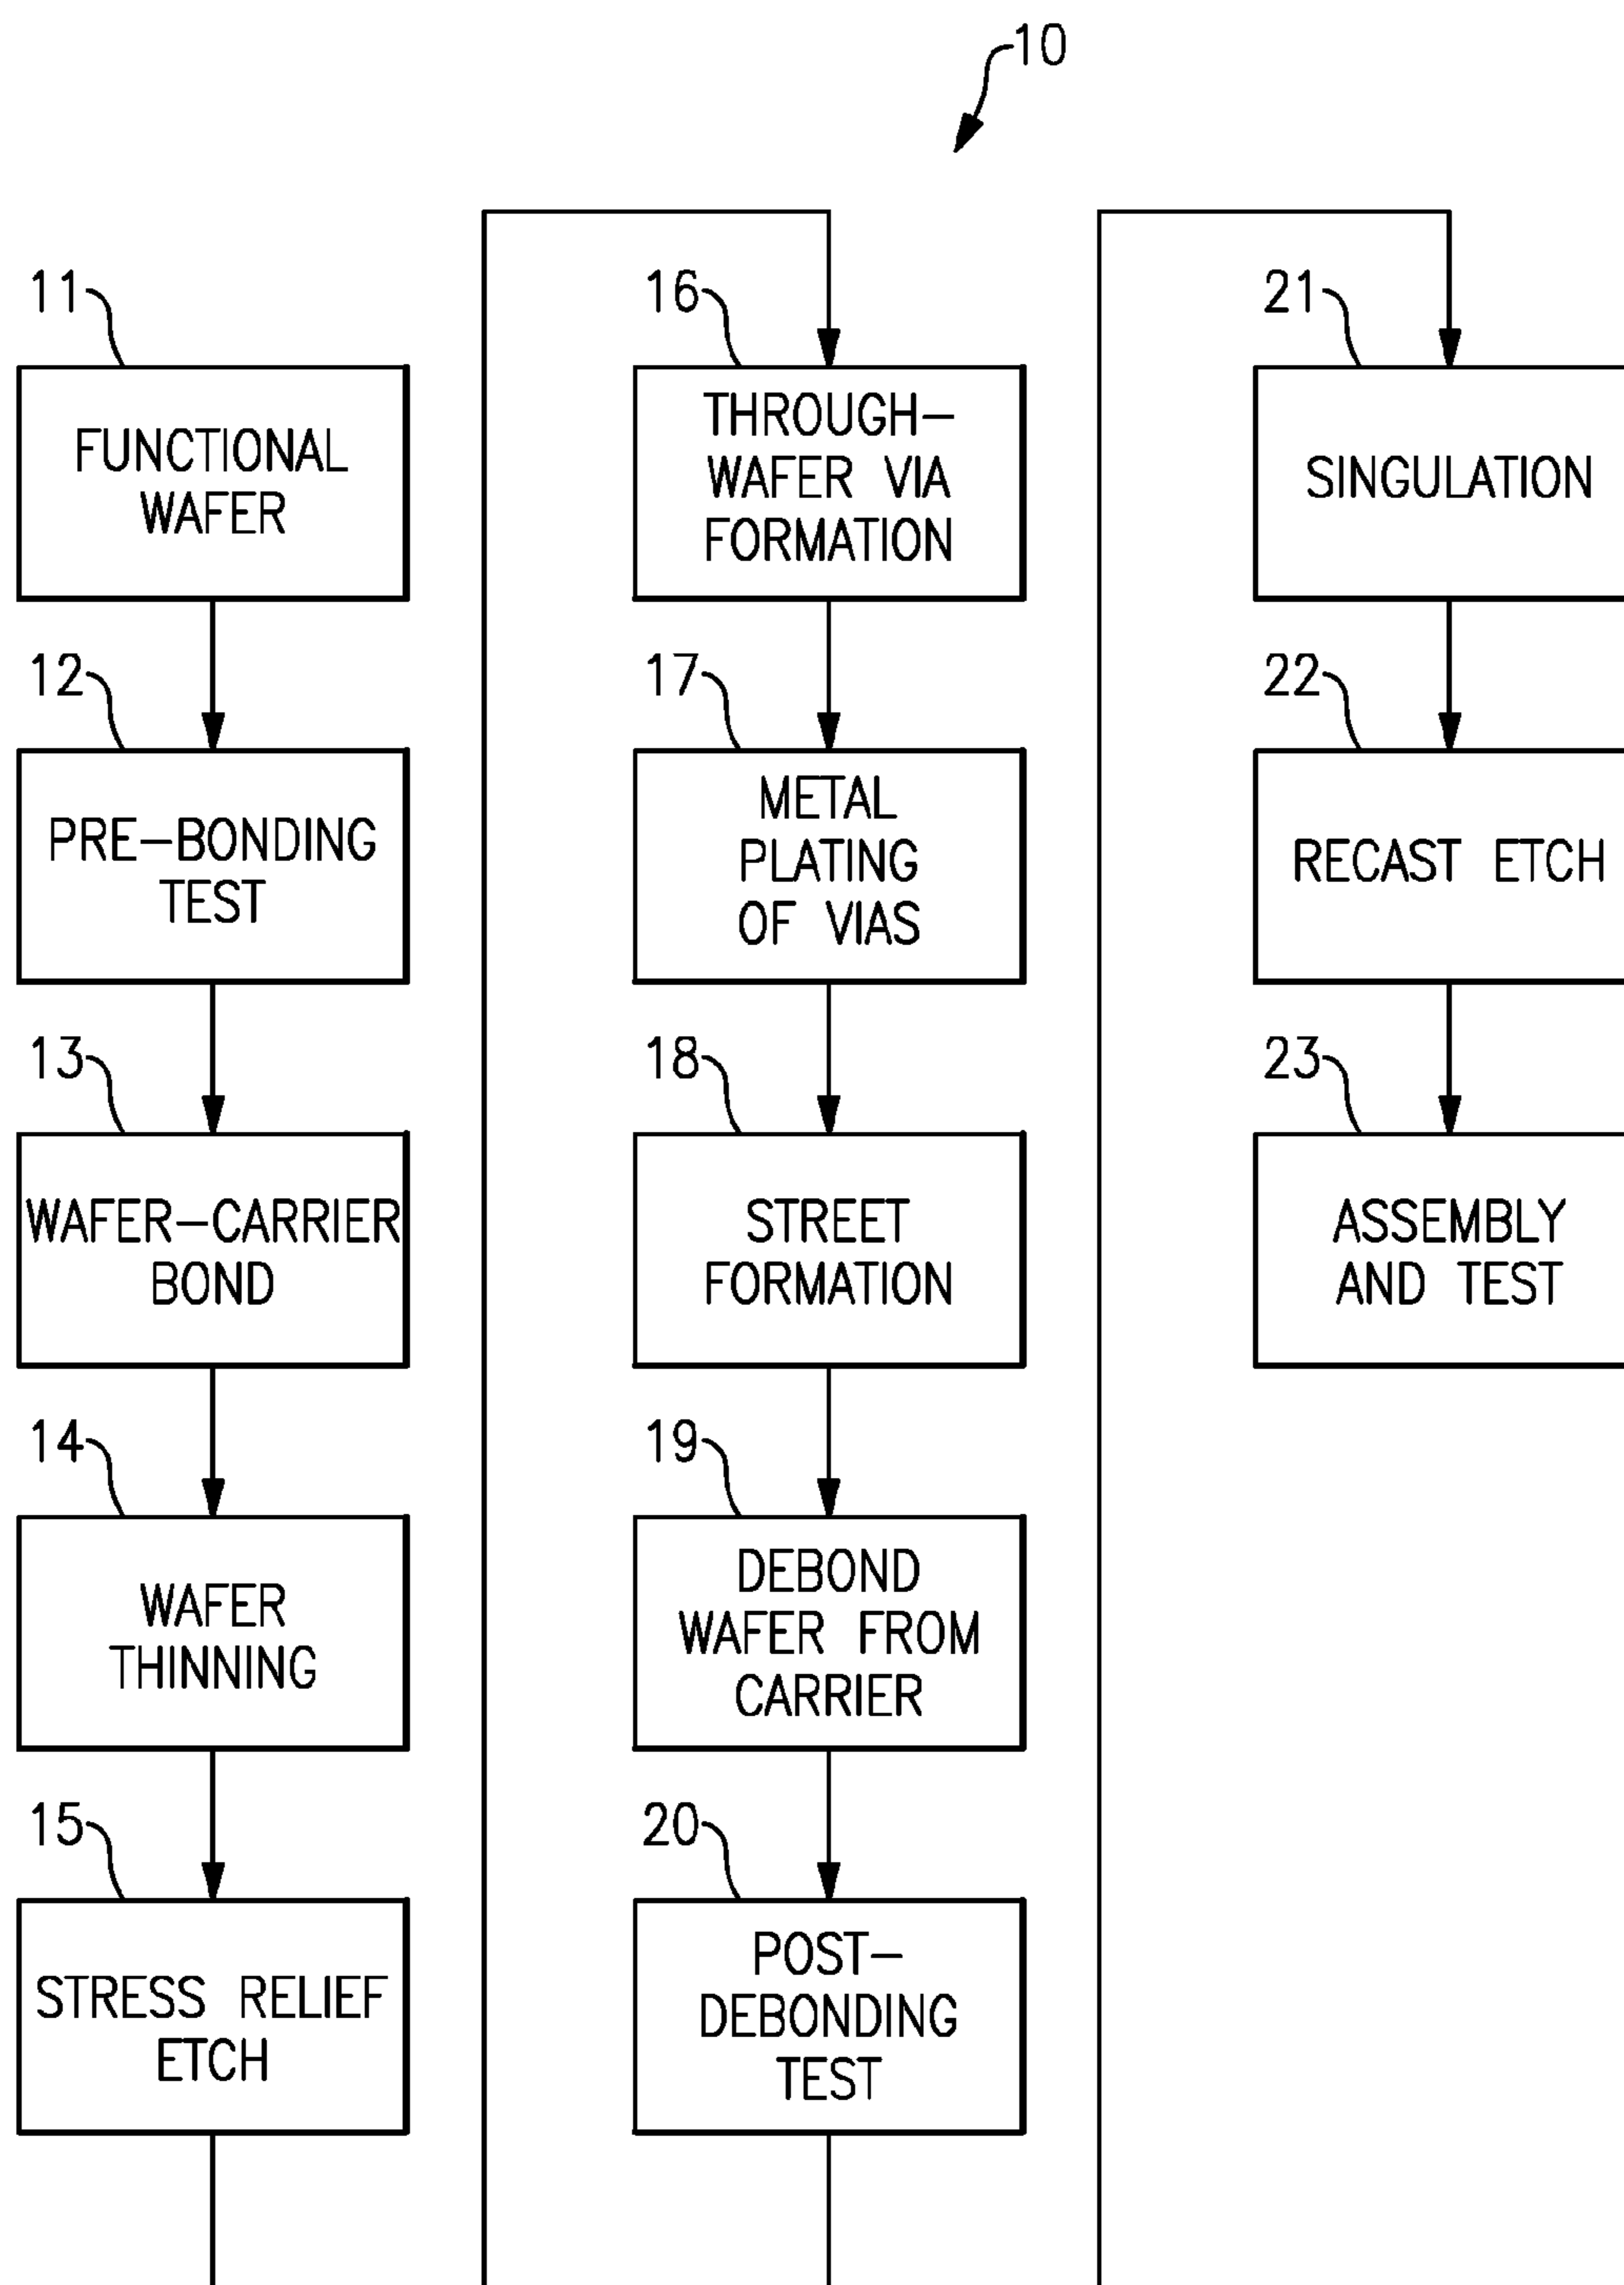 10
11
FUNCTIONAL
WAFER
12
PRE-BONDING
TEST
13
WAFER-CARRIER
BOND
14
WAFER
THINNING
15
STRESS RELIEF
ETCH
16
THROUGH-
WAFER VIA
FORMATION
17
METAL
PLATING
OF VIAS
18
STREET
FORMATION
19
DEBOND
WAFER FROM
CARRIER
20
POST-
DEBONDING
TEST
21
SINGULATION
22
RECAST ETCH
23
ASSEMBLY
AND TEST